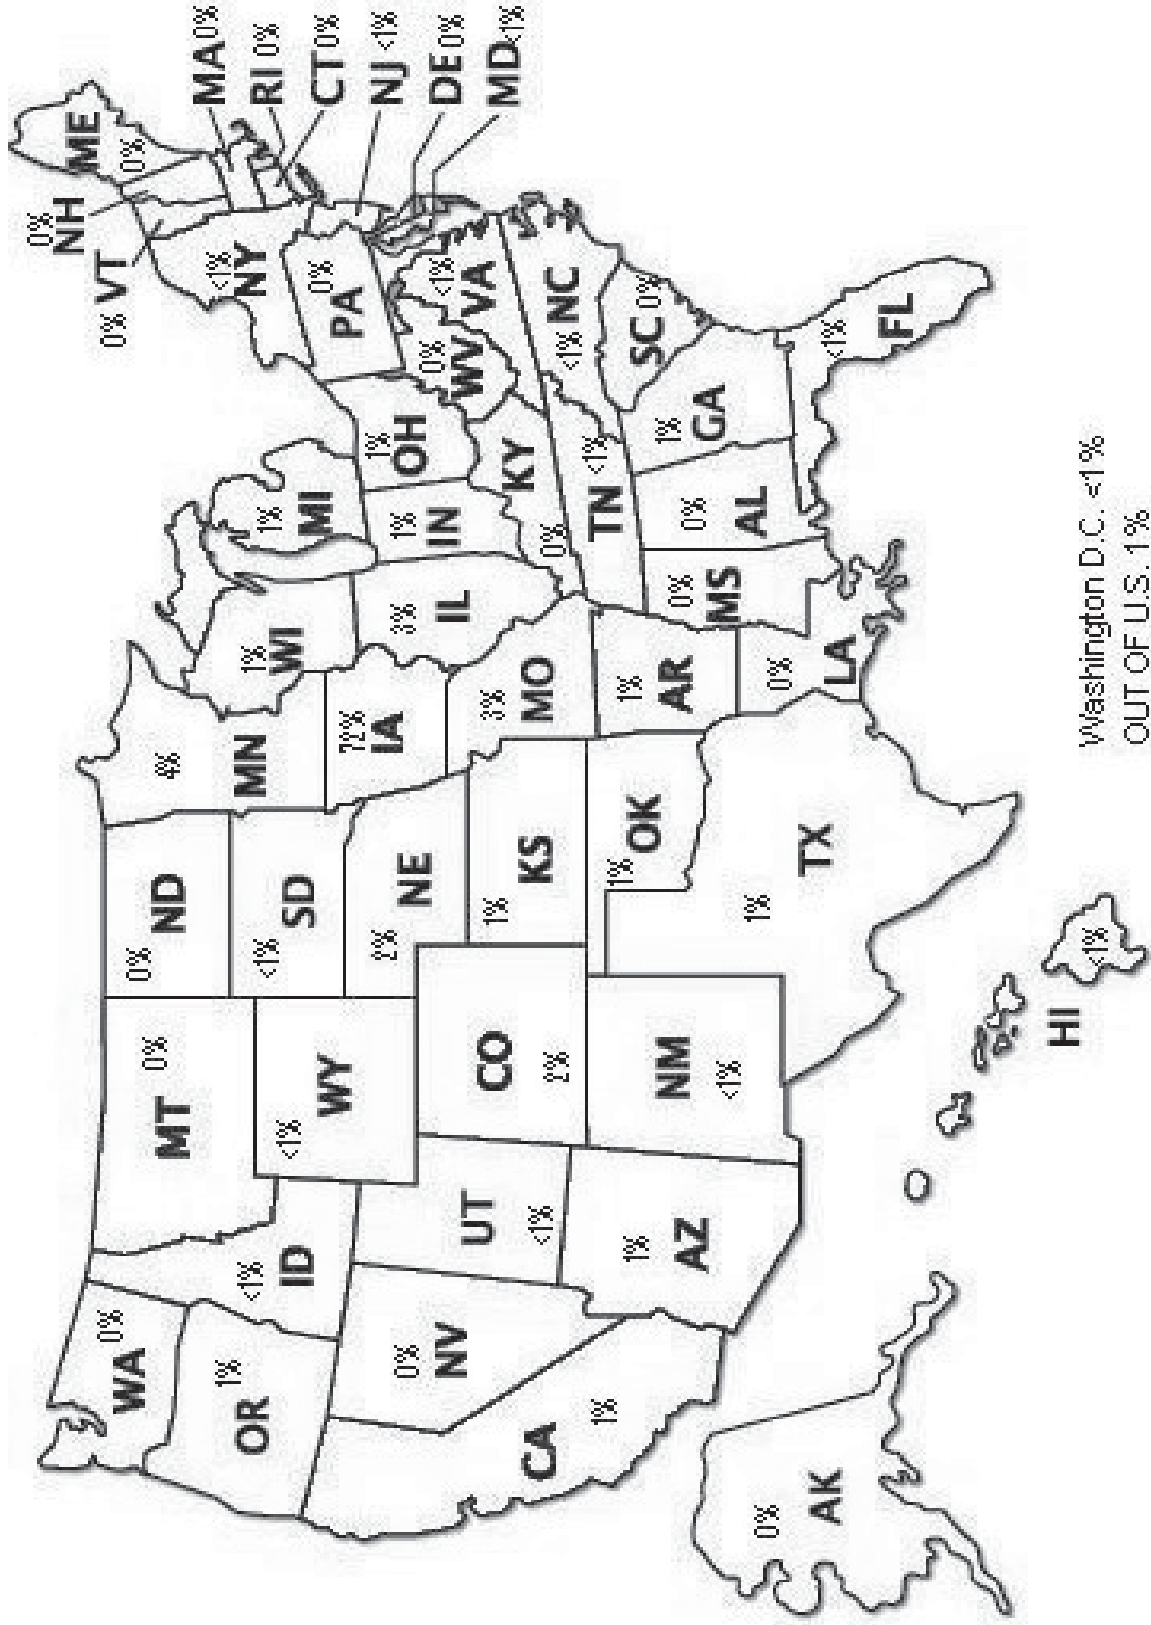 WA
0%
OR
1%
CA
1%
NV
0%
ID
<1%
MT
0%
WY
<1%
UT
<1%
AZ
1%
CO
2%
NM
<1%
ND
0%
SD
<1%
NE
2%
KS
1%
OK
1%
TX
1%
MN
4%
IA
72%
MO
3%
AR
1%
LA
0%
WI
1%
IL
3%
MI
1%
IN
1%
OH
1%
KY
0%
TN
<1%
MS
0%
AL
0%
GA
1%
FL
<1%
SC
0%
NC
<1%
VA
<1%
WV
0%
PA
0%
NY
<1%
0% VT
0%
NH
ME
0%
MA 0%
RI 0%
CT 0%
NJ <1%
DE 0%
MD <1%
AK
0%
HI
<1%
Washington D.C. <1%
OUT OF U.S. 1%